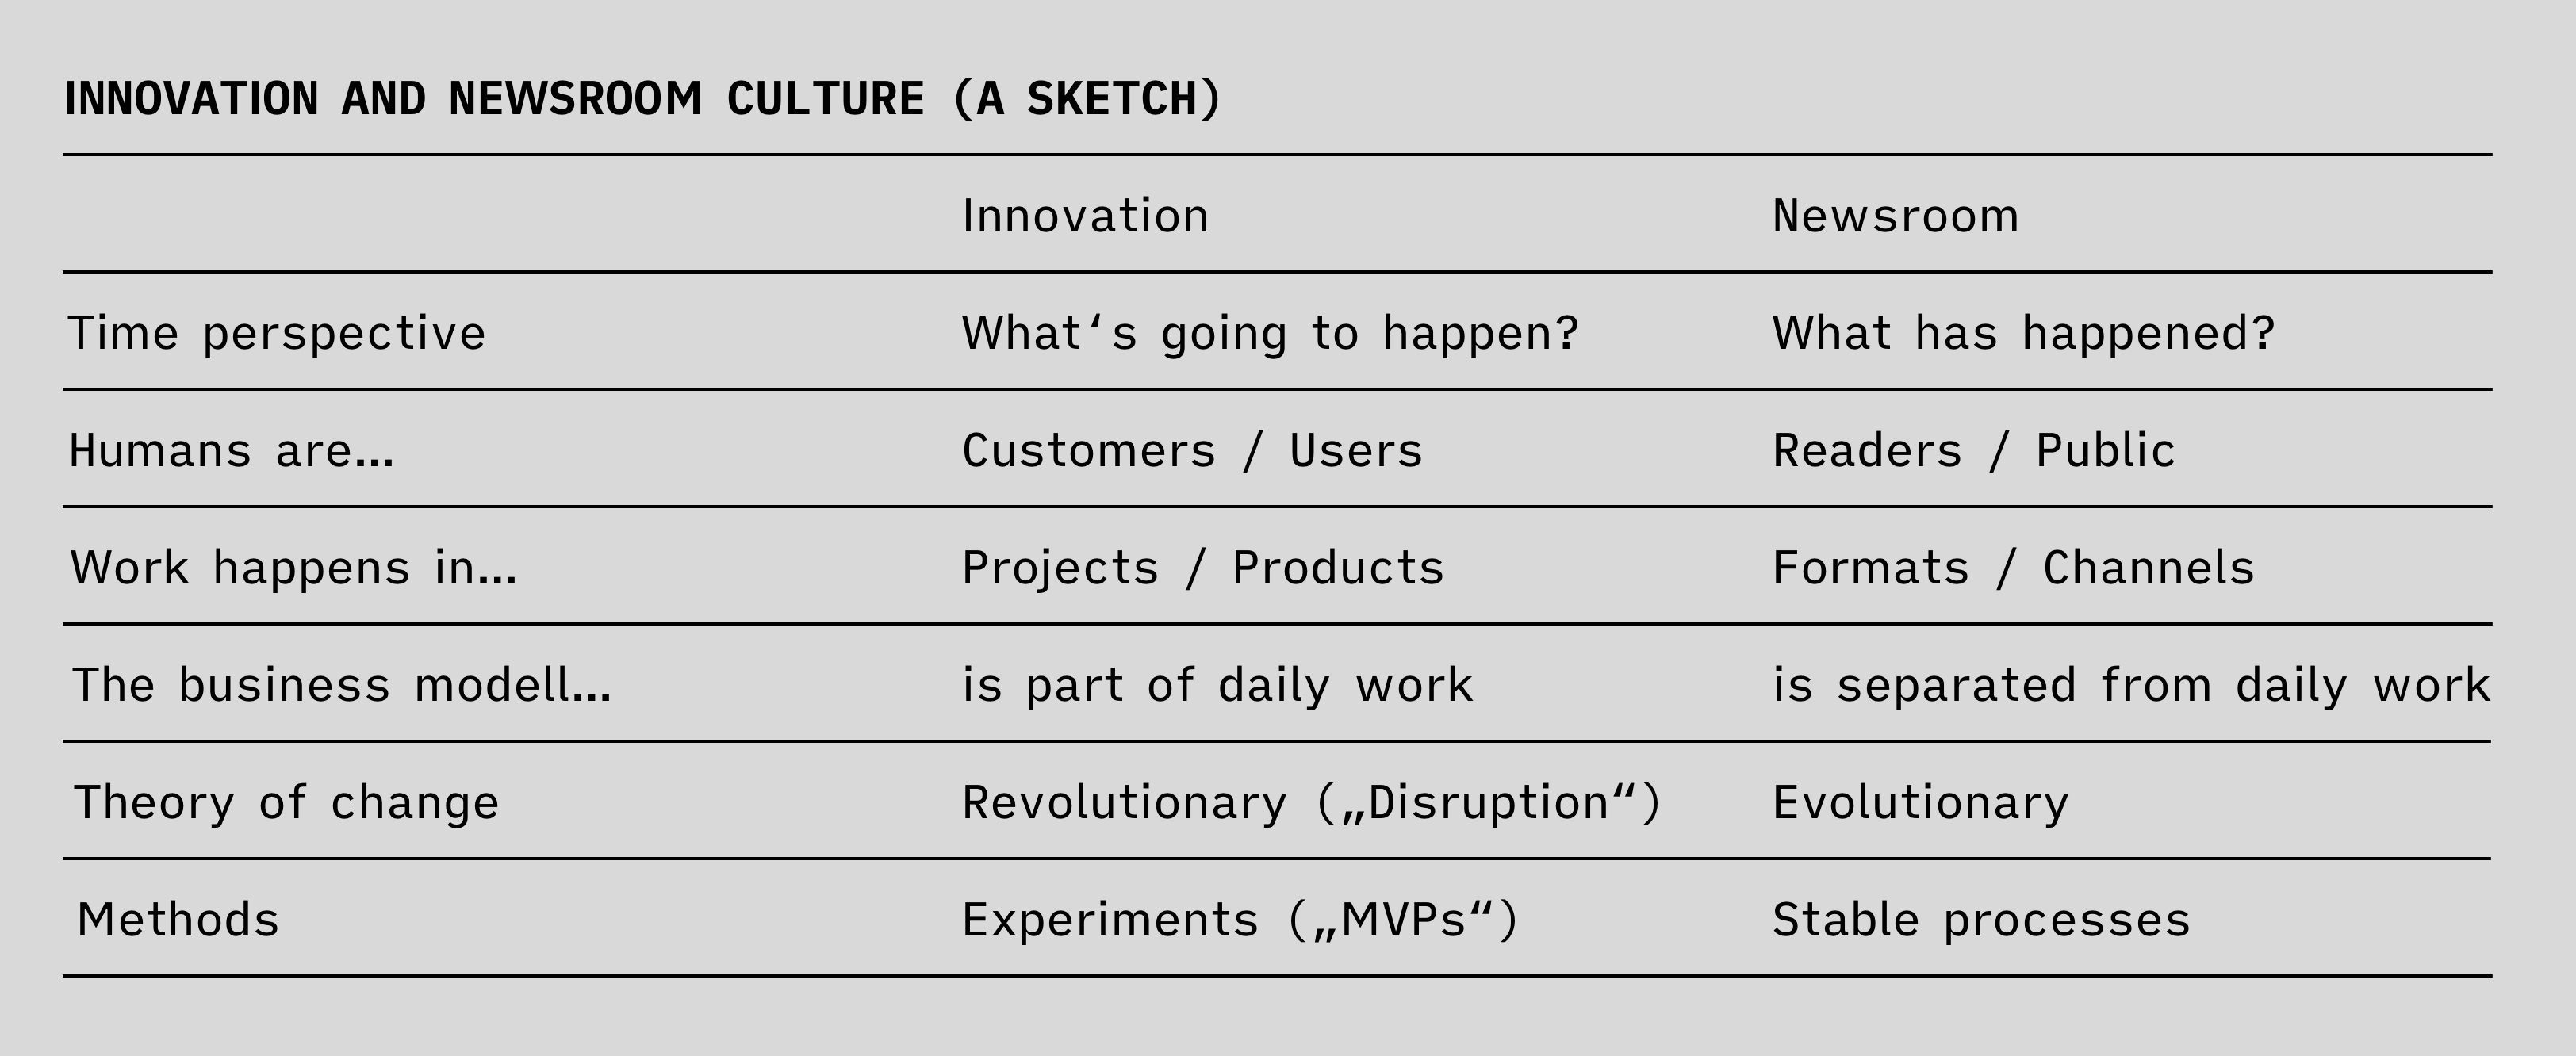 INNOVATION AND NEWSROOM CULTURE (A SKETCH)
Innovation Newsroom
Time perspective What‘s going to happen? What has happened?
Humans are… Customers / Users Readers / Public
Work happens in… Projects / Products Formats / Channels
The business modell… is part of daily work is separated from daily work
Theory of change Revolutionary („Disruption“) Evolutionary
Methods Experiments („MVPs“) Stable processes